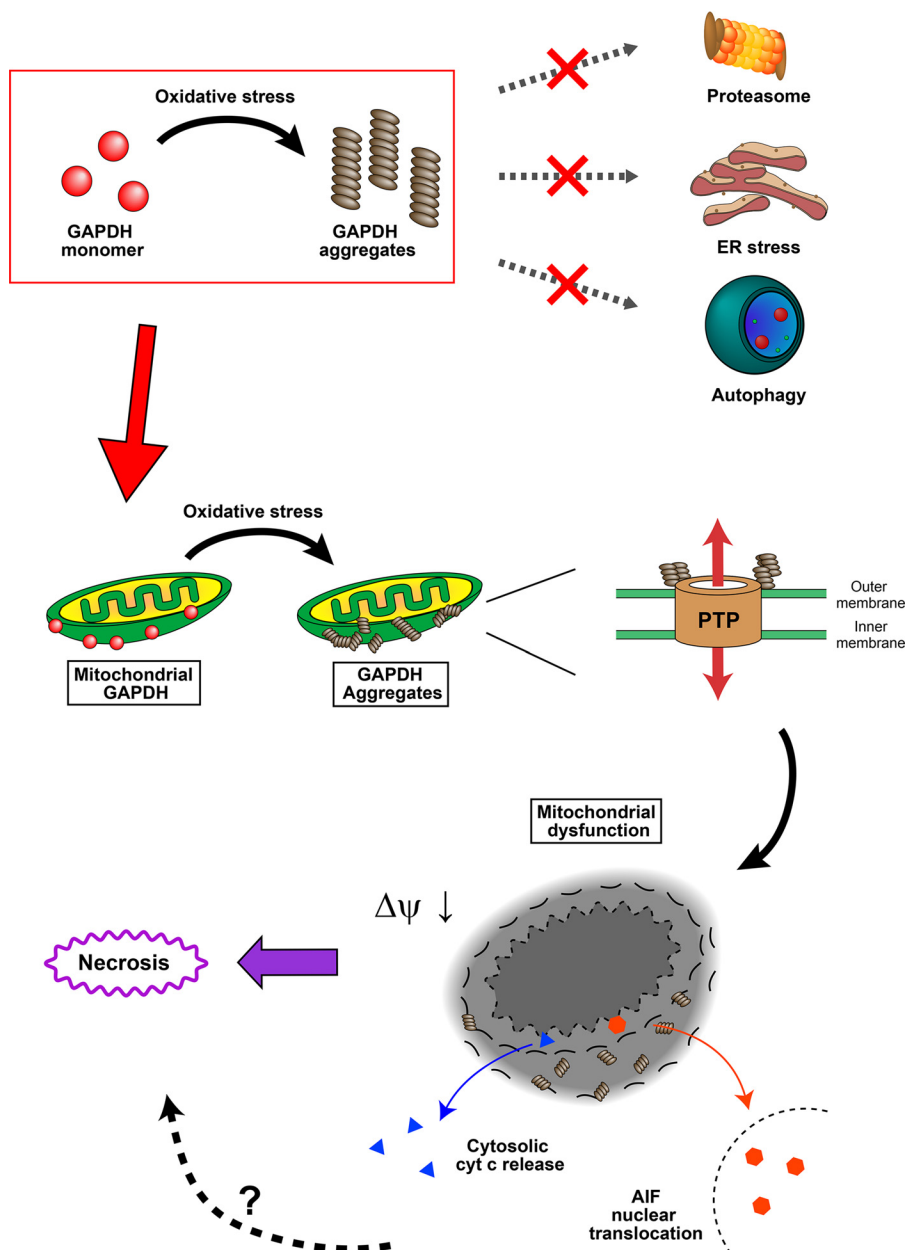 Oxidative stress
GAPDH
monomer
GAPDH
aggregates
Proteasome
ER stress
Autophagy
Oxidative stress
Mitochondrial
GAPDH
GAPDH
Aggregates
PTP
Outer
membrane
Inner
membrane
Mitochondrial
dysfunction
Δψ ↓
Necrosis
Cytosolic
cyt c release
AIF
nuclear
translocation
?